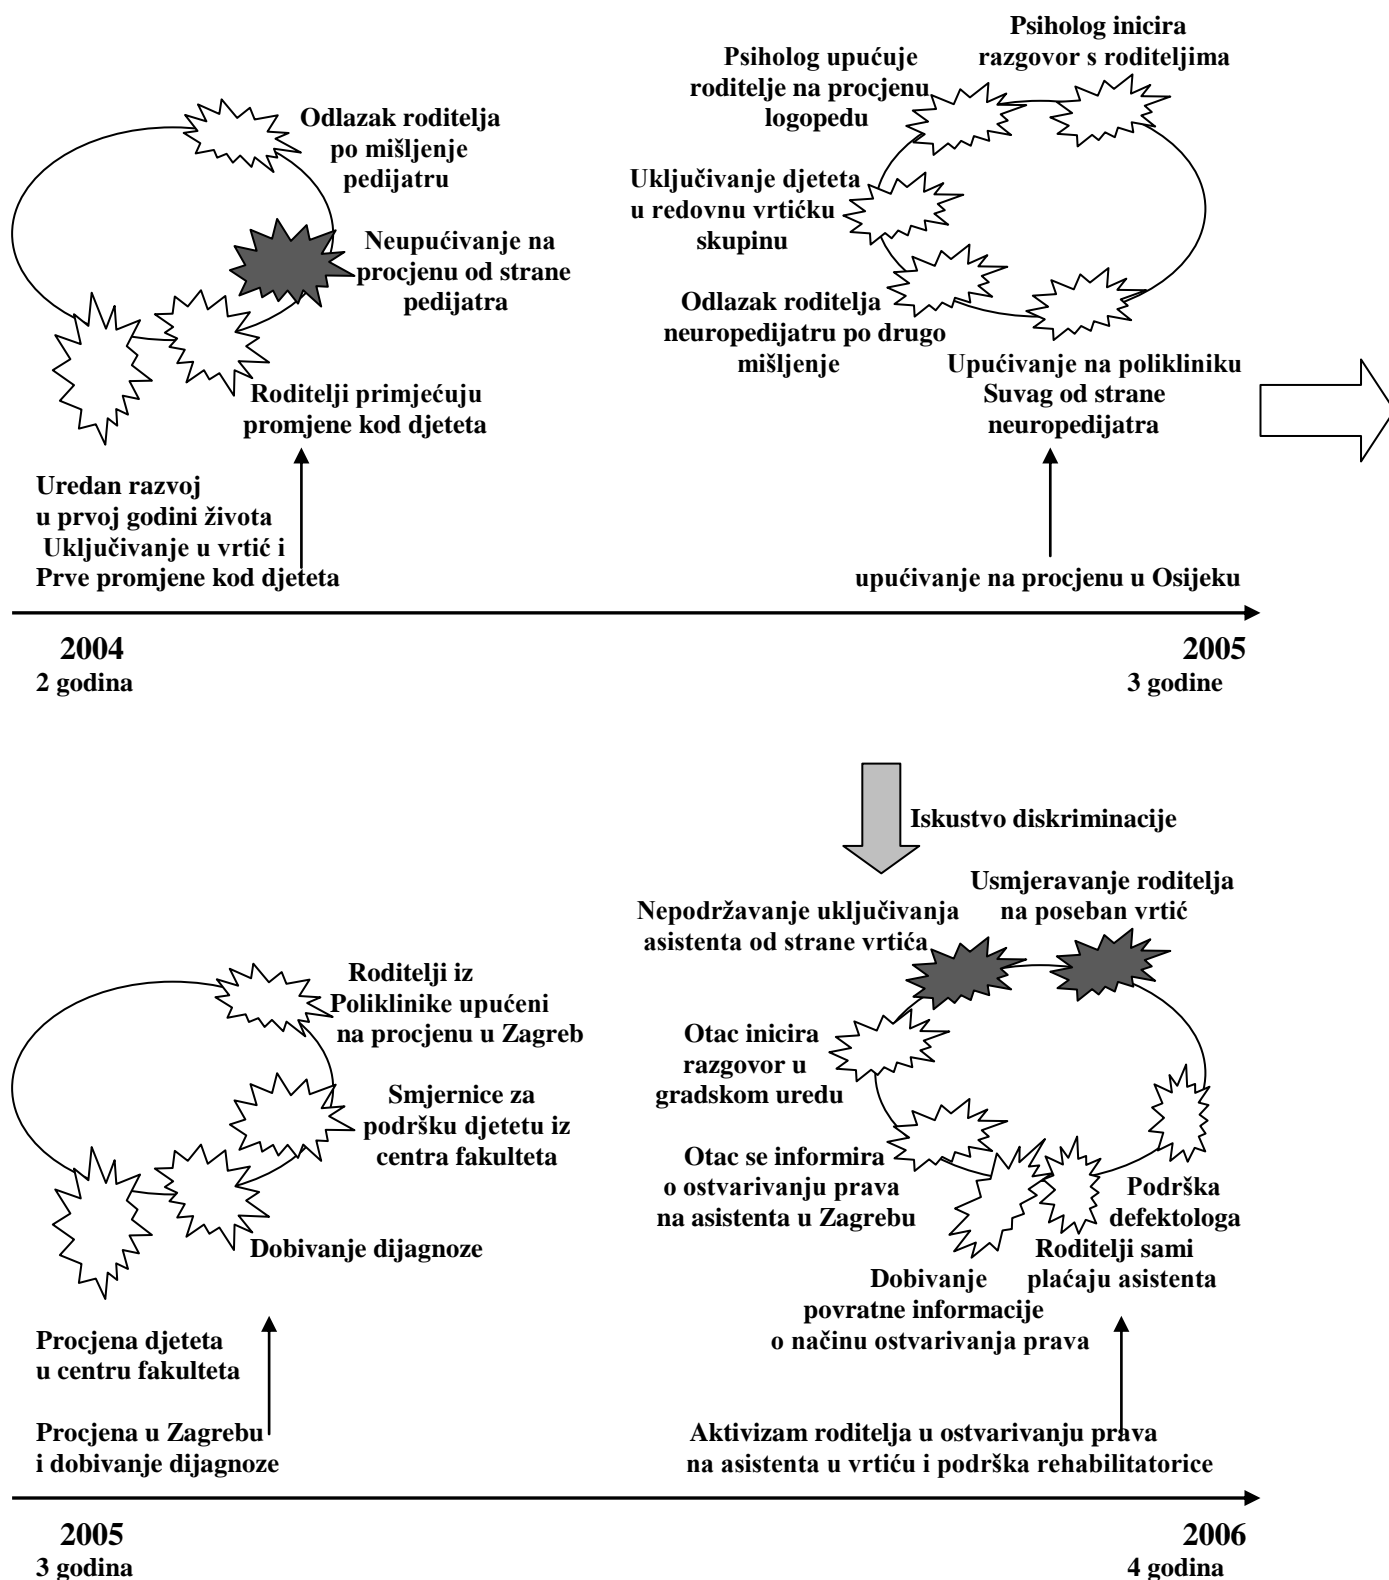 Odlazak roditelja
po mišljenje
pedijatru
Neupućivanje na
procjenu od strane
pedijatra
Roditelji primjećuju
promjene kod djeteta
Uredan razvoj
u prvoj godini života
Uključivanje u vrtić i
Prve promjene kod djeteta
Psiholog inicira
razgovor s roditeljima
Psiholog upućuje
roditelje na procjenu
logopedu
Uključivanje djeteta
u redovnu vrtićku
skupinu
Odlazak roditelja
neuropedijatru po drugo
mišljenje
Upućivanje na polikliniku
Suvag od strane
neuropedijatra
upućivanje na procjenu u Osijeku
2004
2 godina
2005
3 godine
Roditelji iz
Poliklinike upućeni
na procjenu u Zagreb
Smjernice za
podršku djetetu iz
centra fakulteta
Dobivanje dijagnoze
Procjena djeteta
u centru fakulteta
Procjena u Zagrebu
i dobivanje dijagnoze
Iskustvo diskriminacije
Usmjeravanje roditelja
na poseban vrtić
Nepodržavanje uključivanja
asistenta od strane vrtića
Otac inicira
razgovor u
gradskom uredu
Otac se informira
o ostvarivanju prava
na asistenta u Zagrebu
Dobivanje
povratne informacije
o načinu ostvarivanja prava
Podrška
defektologa
Roditelji sami
plaćaju asistenta
Aktivizam roditelja u ostvarivanju prava
na asistenta u vrtiću i podrška rehabilitatorice
2005
3 godina
2006
4 godina